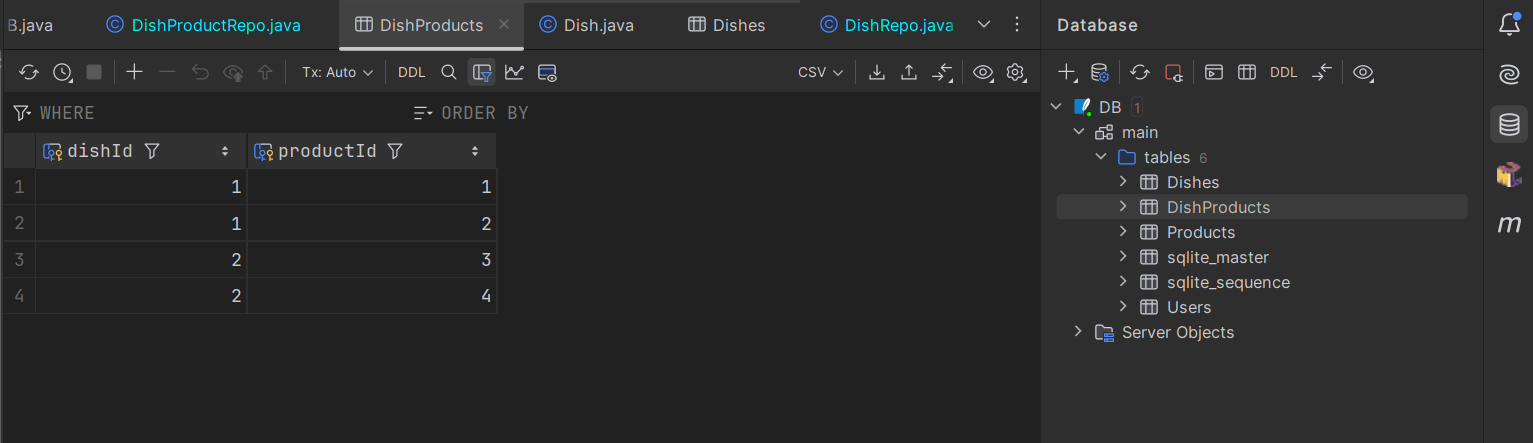 B.java DishProductRepo.java DishProducts Dish.java Dishes DishRepo.java
Tx: Auto DDL CSV
WHERE ORDER BY
dishId productId
1 1 1
2 1 2
3 2 3
4 2 4
Database
DDL
DB 1
main
tables 6
Dishes
DishProducts
Products
sqlite_master
sqlite_sequence
Users
Server Objects
m